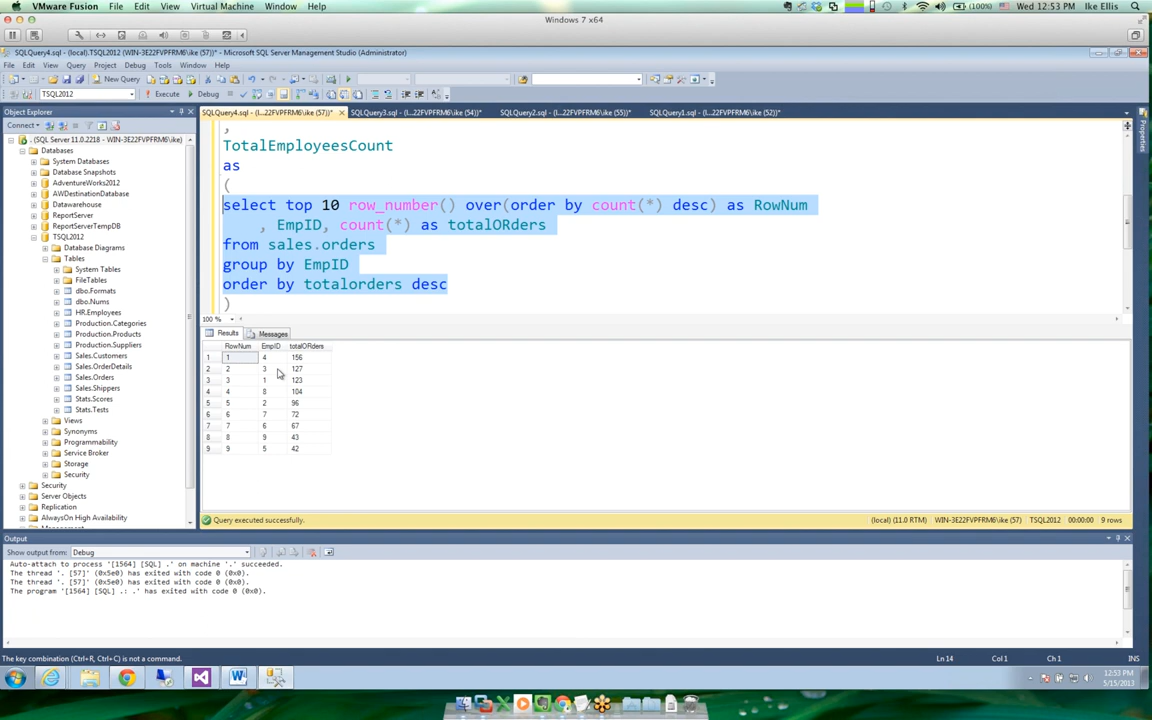 VMware Fusion File Edit View Virtual Machine Window Help (100%) Wed 12:53 PM Ike Ellis
Windows 7 x64
SQLQuery4.sql - (local).TSQL2012 (WIN-3E22FVPFRM6\ike (57))* - Microsoft SQL Server Management Studio (Administrator)
File Edit View Query Project Debug Tools Window Help
New Query
TSQL2012 Execute Debug
Object Explorer
SQLQuery4.sql - (l...22FVPFRM6\ike (57))* SQLQuery3.sql - (l...22FVPFRM6\ike (54))* SQLQuery2.sql - (l...22FVPFRM6\ike (55))* SQLQuery1.sql - (l...22FVPFRM6\ike (52))*
Connect
. (SQL Server 11.0.2218 - WIN-3E22FVPFRM6\ike)
Databases
System Databases
Database Snapshots
AdventureWorks2012
AWDestinationDatabase
Datawarehouse
ReportServer
ReportServerTempDB
TSQL2012
Database Diagrams
Tables
System Tables
FileTables
dbo.Formats
dbo.Nums
HR.Employees
Production.Categories
Production.Products
Production.Suppliers
Sales.Customers
Sales.OrderDetails
Sales.Orders
Sales.Shippers
Stats.Scores
Stats.Tests
Views
Synonyms
Programmability
Service Broker
Storage
Security
Security
Server Objects
Replication
AlwaysOn High Availability
Properties
,
TotalEmployeesCount
as
(
select top 10 row_number() over(order by count(*) desc) as RowNum
, EmpID, count(*) as totalORders
from sales.orders
group by EmpID
order by totalorders desc
)
100 %
Results Messages
RowNum EmpID totalORders
1 1 4 156
2 2 3 127
3 3 1 123
4 4 8 104
5 5 2 96
6 6 7 72
7 7 6 67
8 8 9 43
9 9 5 42
Query executed successfully. (local) (11.0 RTM) WIN-3E22FVPFRM6\ike (57) TSQL2012 00:00:00 9 rows
Output
Show output from: Debug
Auto-attach to process '[1564] [SQL] .' on machine '.' succeeded.
The thread '. [57]' (0x5e0) has exited with code 0 (0x0).
The thread '. [57]' (0x5e0) has exited with code 0 (0x0).
The program '[1564] [SQL] .: .' has exited with code 0 (0x0).
The key combination (Ctrl+R, Ctrl+C) is not a command. Ln 14 Col 1 Ch 1 INS
12:53 PM
5/15/2013